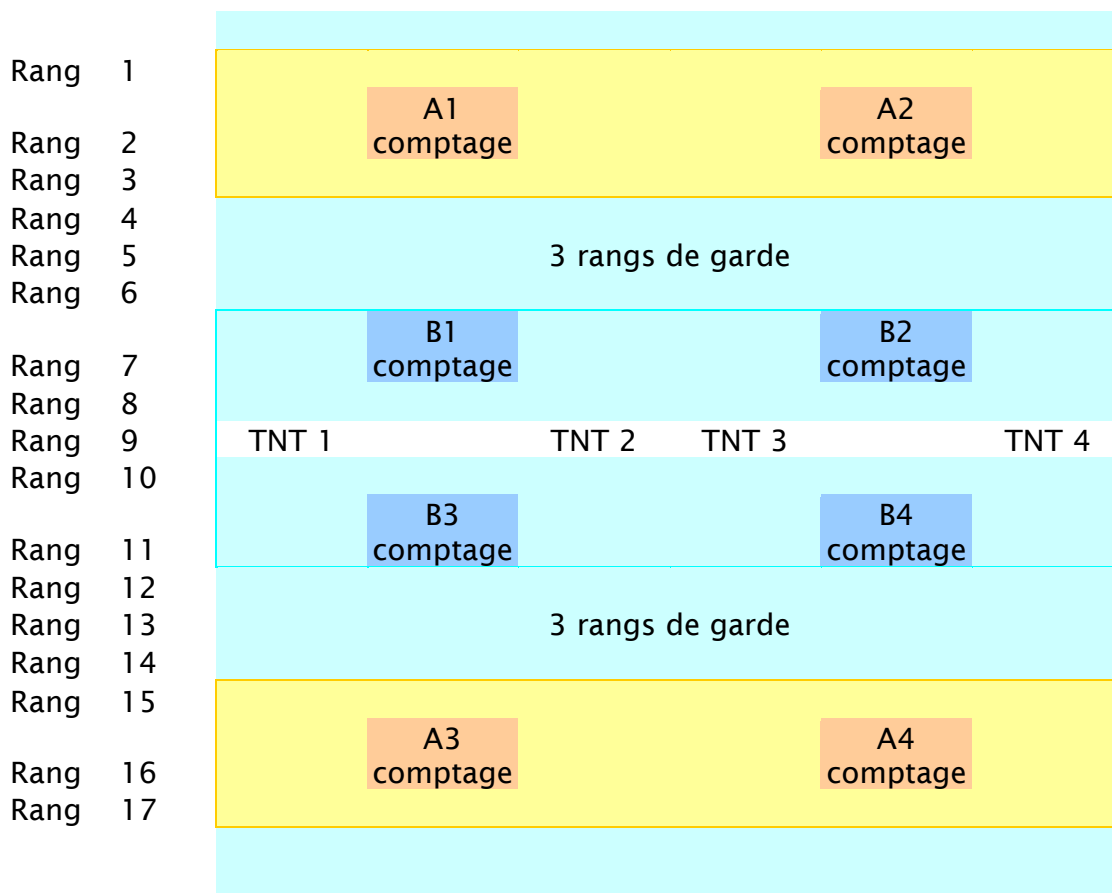 Rang 1
A1 A2
Rang 2 comptage comptage
Rang 3
Rang 4
Rang 5 3 rangs de garde
Rang 6
B1 B2
Rang 7 comptage comptage
Rang 8
Rang 9 TNT 1 TNT 2 TNT 3 TNT 4
Rang 10
B3 B4
Rang 11 comptage comptage
Rang 12
Rang 13 3 rangs de garde
Rang 14
Rang 15
A3 A4
Rang 16 comptage comptage
Rang 17